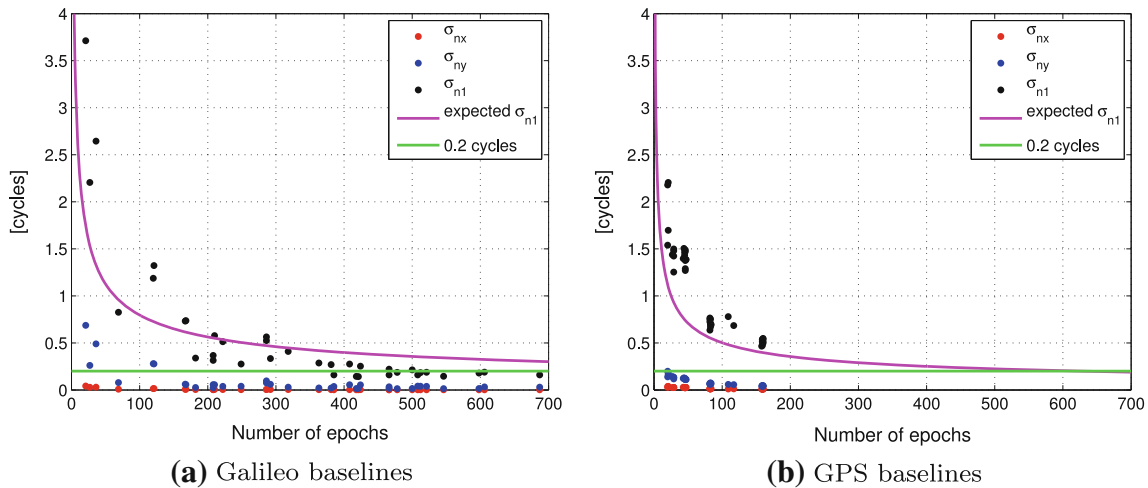 4
3.5
3
2.5
2
1.5
1
0.5
0
[cycles]
σnx
σny
σn1
expected σn1
0.2 cycles
0 100 200 300 400 500 600 700
Number of epochs
(a) Galileo baselines
4
3.5
3
2.5
2
1.5
1
0.5
0
[cycles]
σnx
σny
σn1
expected σn1
0.2 cycles
0 100 200 300 400 500 600 700
Number of epochs
(b) GPS baselines